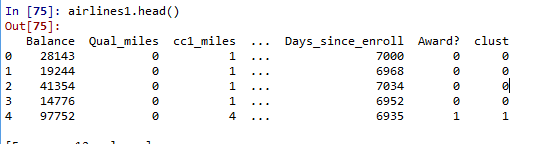 In [75]: airlines1.head()
Out[75]:
Balance Qual_miles cc1_miles ... Days_since_enroll Award? clust
0 28143 0 1 ... 7000 0 0
1 19244 0 1 ... 6968 0 0
2 41354 0 1 ... 7034 0 0
3 14776 0 1 ... 6952 0 0
4 97752 0 4 ... 6935 1 1